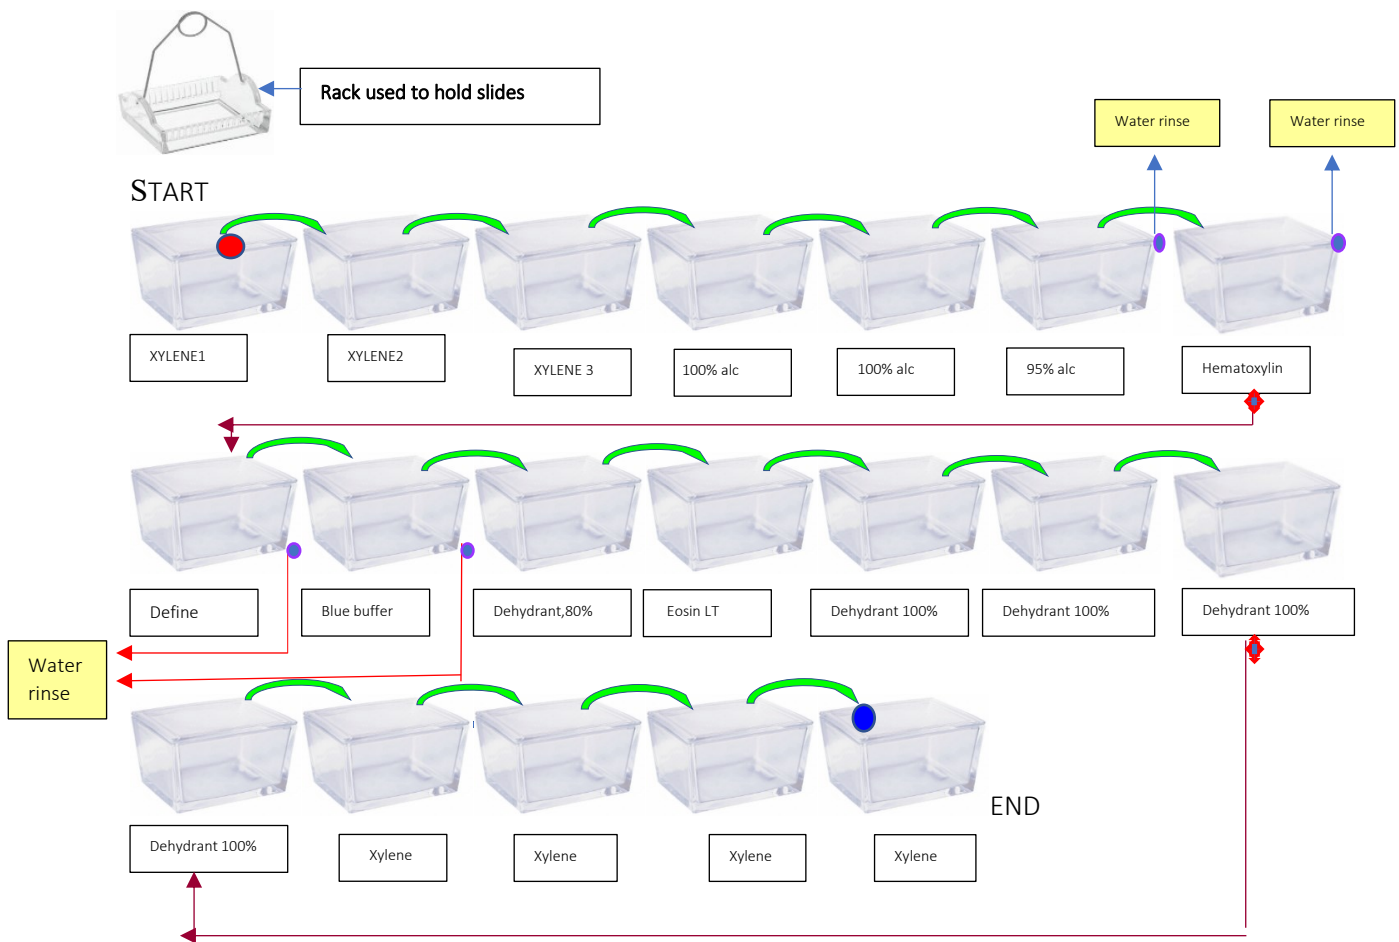 Rack used to hold slides
Water rinse
Water rinse
START
XYLENE1
XYLENE2
XYLENE 3
100% alc
100% alc
95% alc
Hematoxylin
Define
Blue buffer
Dehydrant,80%
Eosin LT
Dehydrant 100%
Dehydrant 100%
Dehydrant 100%
Water
rinse
END
Dehydrant 100%
Xylene
Xylene
Xylene
Xylene